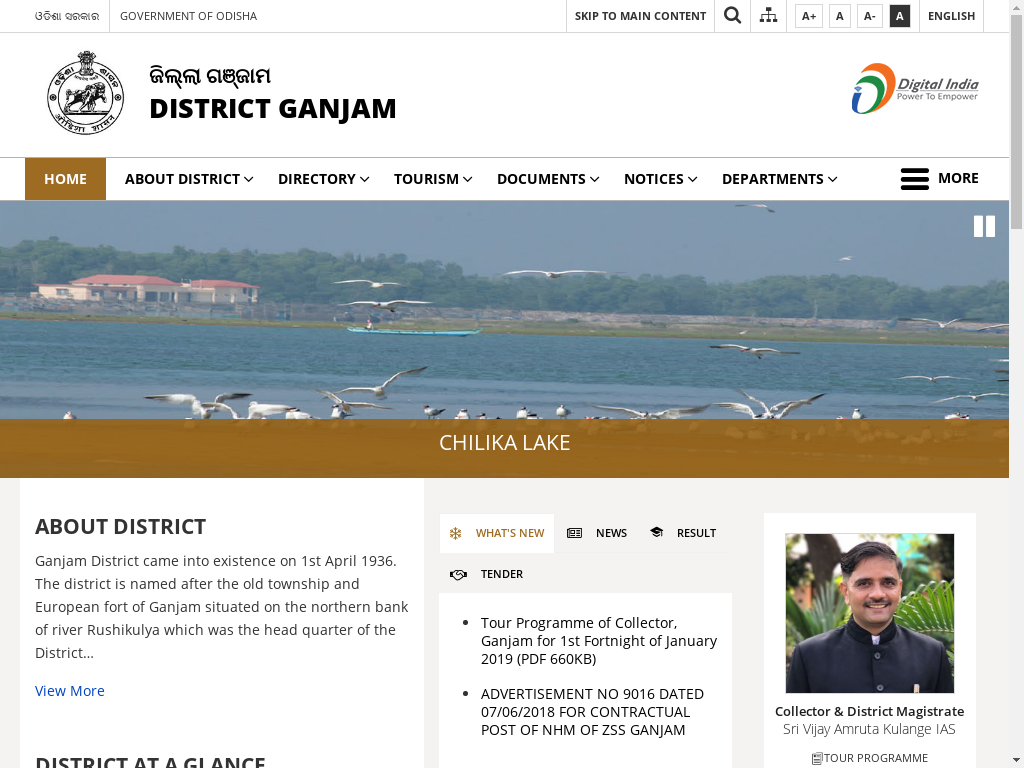 ଓଡିଶା ସରକାର
GOVERNMENT OF ODISHA
SKIP TO MAIN CONTENT
A+
A
A-
A
ENGLISH
ଜିଲ୍ଲା ଗଞ୍ଜାମ
DISTRICT GANJAM
Digital India
Power To Empower
HOME
ABOUT DISTRICT
DIRECTORY
TOURISM
DOCUMENTS
NOTICES
DEPARTMENTS
MORE
CHILIKA LAKE
ABOUT DISTRICT
Ganjam District came into existence on 1st April 1936.
The district is named after the old township and
European fort of Ganjam situated on the northern bank
of river Rushikulya which was the head quarter of the
District…
View More
DISTRICT AT A GLANCE
WHAT'S NEW
NEWS
RESULT
TENDER
Tour Programme of Collector,
Ganjam for 1st Fortnight of January
2019 (PDF 660KB)
ADVERTISEMENT NO 9016 DATED
07/06/2018 FOR CONTRACTUAL
POST OF NHM OF ZSS GANJAM
Collector & District Magistrate
Sri Vijay Amruta Kulange IAS
TOUR PROGRAMME